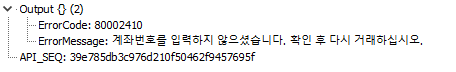 Output {} (2)
ErrorCode: 80002410
ErrorMessage: 계좌번호를 입력하지 않으셨습니다. 확인 후 다시 거래하십시오.
API_SEQ: 39e785db3c976d210f50462f9457695f